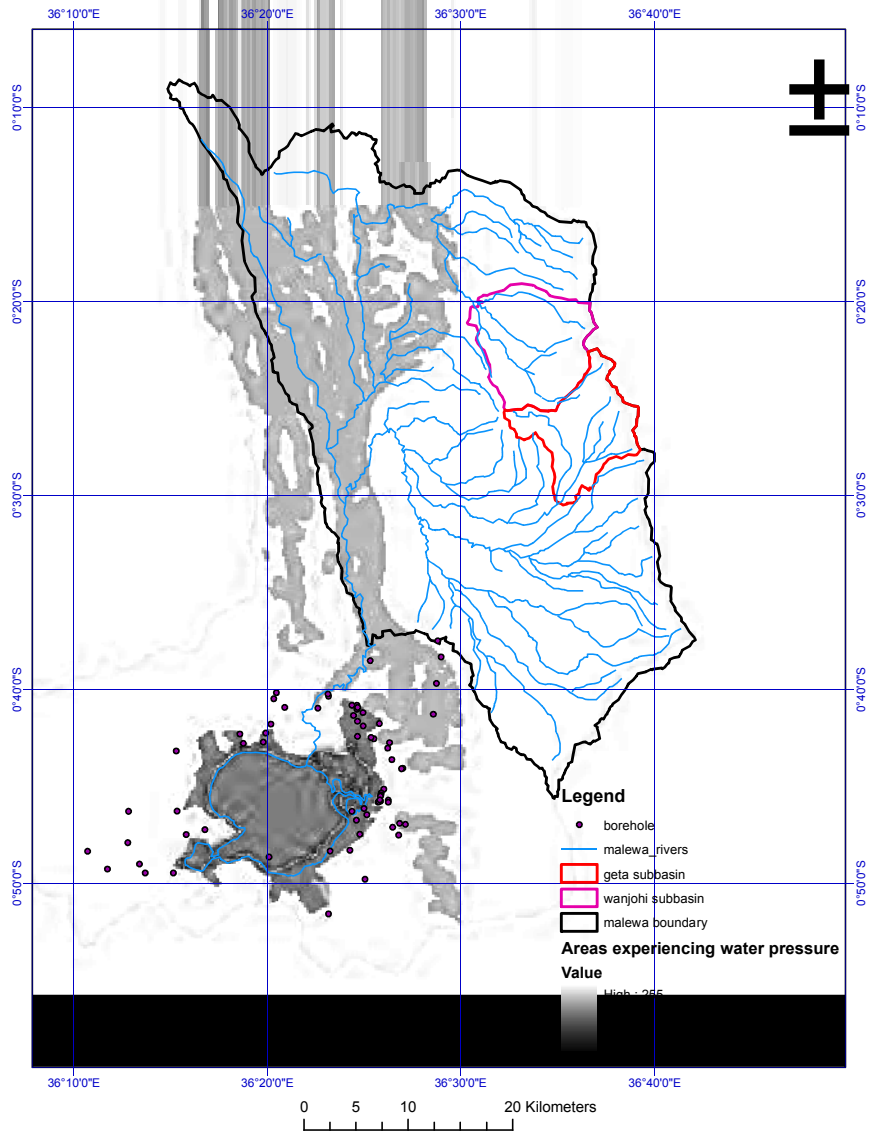 36°10'0"E 36°20'0"E 36°30'0"E 36°40'0"E
0°10'0"S 0°10'0"S
0°20'0"S 0°20'0"S
0°30'0"S 0°30'0"S
0°40'0"S 0°40'0"S
0°50'0"S 0°50'0"S
Legend
borehole
malewa_rivers
geta subbasin
wanjohi subbasin
malewa boundary
Areas experiencing water pressure
Value
High : 255
36°10'0"E 36°20'0"E 36°30'0"E 36°40'0"E
0 5 10 20 Kilometers